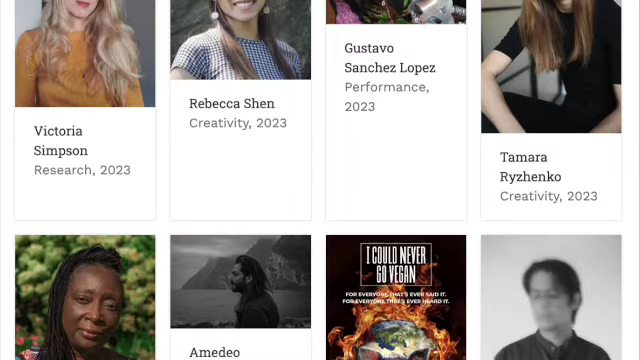 Victoria
Simpson
Research, 2023
Rebecca Shen
Creativity, 2023
Gustavo
Sanchez Lopez
Performance,
2023
Tamara
Ryzhenko
Creativity, 2023
Amedeo
I COULD NEVER
GO VEGAN
FOR EVERYONE THAT'S EVER SAID IT.
FOR EVERYONE THAT'S EVER HEARD IT.